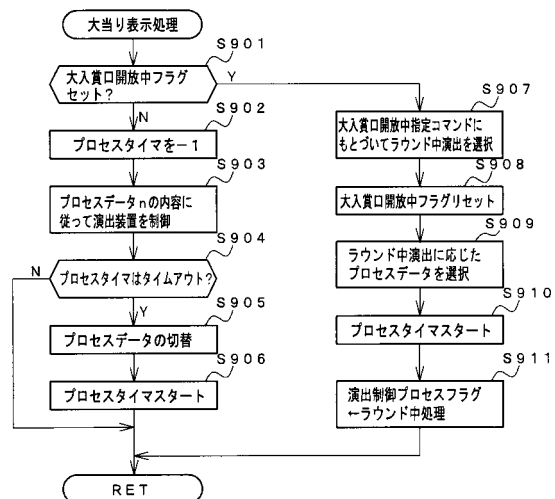 大当り表示処理
S901
大入賞口開放中フラグ
セット?
Y
N
S902
プロセスタイマを－1
S903
プロセスデータnの内容に
従って演出装置を制御
S904
N
プロセスタイマはタイムアウト?
Y
S905
プロセスデータの切替
S906
プロセスタイマスタート
S907
大入賞口開放中指定コマンドに
もとづいてラウンド中演出を選択
S908
大入賞口開放中フラグリセット
S909
ラウンド中演出に応じた
プロセスデータを選択
S910
プロセスタイマスタート
S911
演出制御プロセスフラグ
←ラウンド中処理
RET